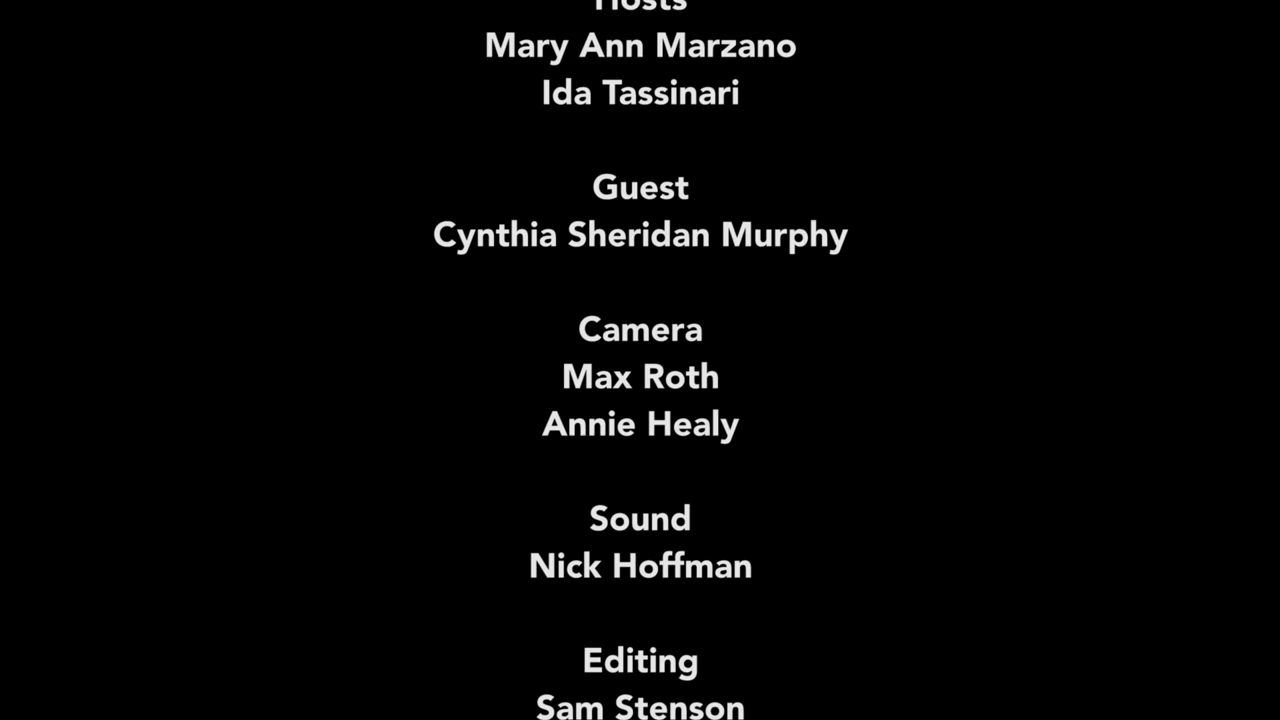 Hosts
Mary Ann Marzano
Ida Tassinari
Guest
Cynthia Sheridan Murphy
Camera
Max Roth
Annie Healy
Sound
Nick Hoffman
Editing
Sam Stenson